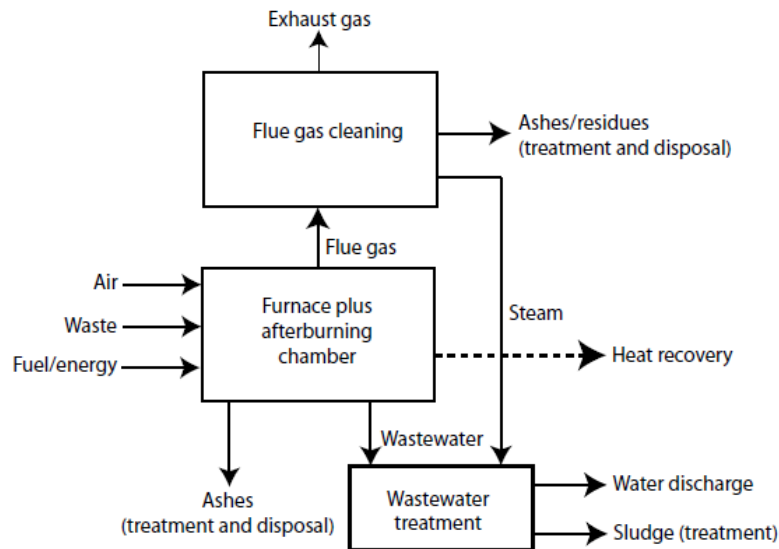 Exhaust gas
Flue gas cleaning
Ashes/residues
(treatment and disposal)
Flue gas
Air
Waste
Fuel/energy
Furnace plus
afterburning
chamber
Steam
Heat recovery
Wastewater
Ashes
(treatment and disposal)
Wastewater
treatment
Water discharge
Sludge (treatment)